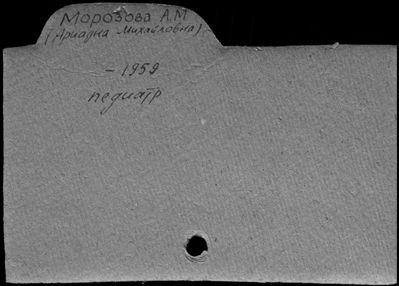 Морозова А.М
(Ариадна Михайловна)
- 1959
педиатр